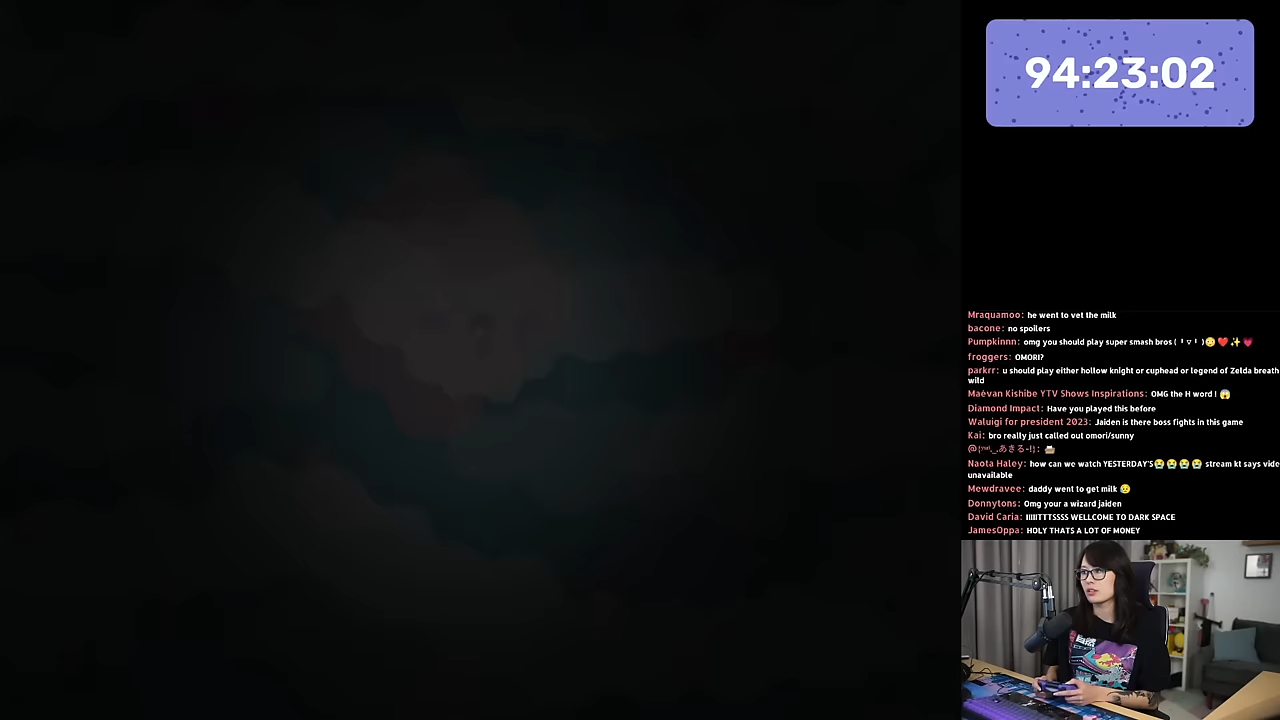 94:23:02
Mraquamoo: he went to vet the milk
bacone: no spoilers
Pumpkinnn: omg you should play super smash bros ( ╹▽╹ )😳❤️✨💗
froggers: OMORI?
parkrr: u should play either hollow knight or cuphead or legend of Zelda breath
wild
Maëvan Kishibe YTV Shows Inspirations: OMG the H word ! 😱
Diamond Impact: Have you played this before
Waluigi for president 2023: Jaiden is there boss fights in this game
Kai: bro really just called out omori/sunny
Naota Haley: how can we watch YESTERDAY'S😭😭😭😭 stream kt says vide
unavailable
Mewdravee: daddy went to get milk 😢
Donnytons: Omg your a wizard jaiden
David Caria: IIIIITTTSSSS WELLCOME TO DARK SPACE
JamesOppa: HOLY THATS A LOT OF MONEY